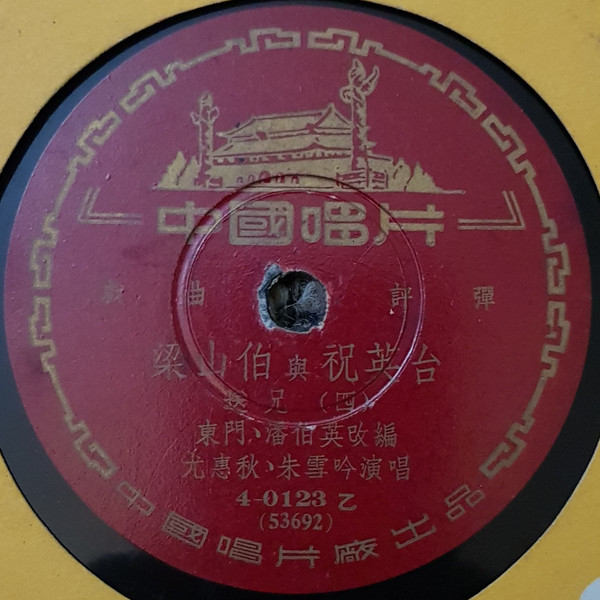 中國唱片
戲曲 評彈
梁山伯與祝英台
送兄(四)
東門、潘伯英改編
尤惠秋、朱雪吟演唱
4-0123乙
(53692)
中國唱片廠出品